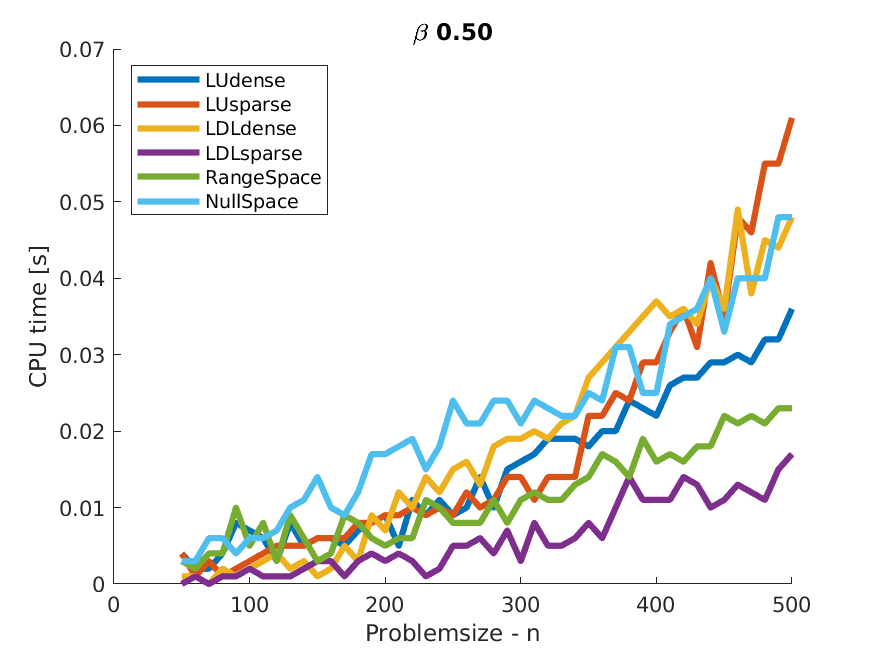 β 0.50
0.07
0.06
0.05
0.04
0.03
0.02
0.01
0
CPU time [s]
LUdense
LUsparse
LDLdense
LDLsparse
RangeSpace
NullSpace
0 100 200 300 400 500
Problemsize - n